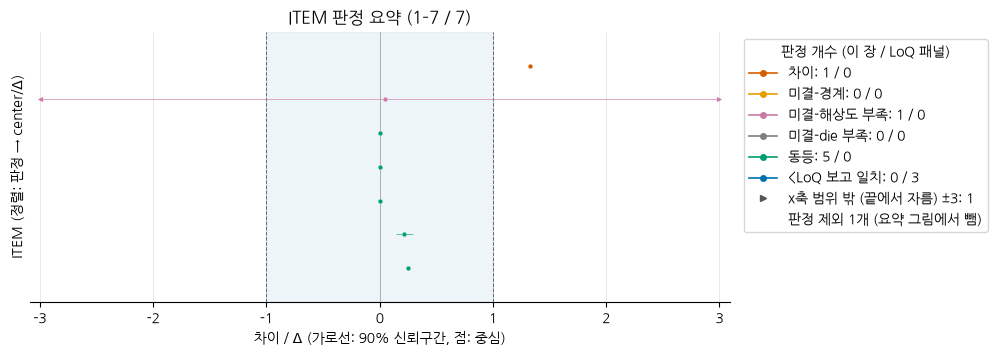 ITEM 판정 요약 (1-7 / 7)
ITEM (정렬: 판정 → center/Δ)
판정 개수 (이 장 / LoQ 패널)
차이: 1 / 0
미결-경계: 0 / 0
미결-해상도 부족: 1 / 0
미결-die 부족: 0 / 0
동등: 5 / 0
<LoQ 보고 일치: 0 / 3
x축 범위 밖 (끝에서 자름) ±3: 1
판정 제외 1개 (요약 그림에서 뺌)
-3 -2 -1 0 1 2 3
차이 / Δ (가로선: 90% 신뢰구간, 점: 중심)